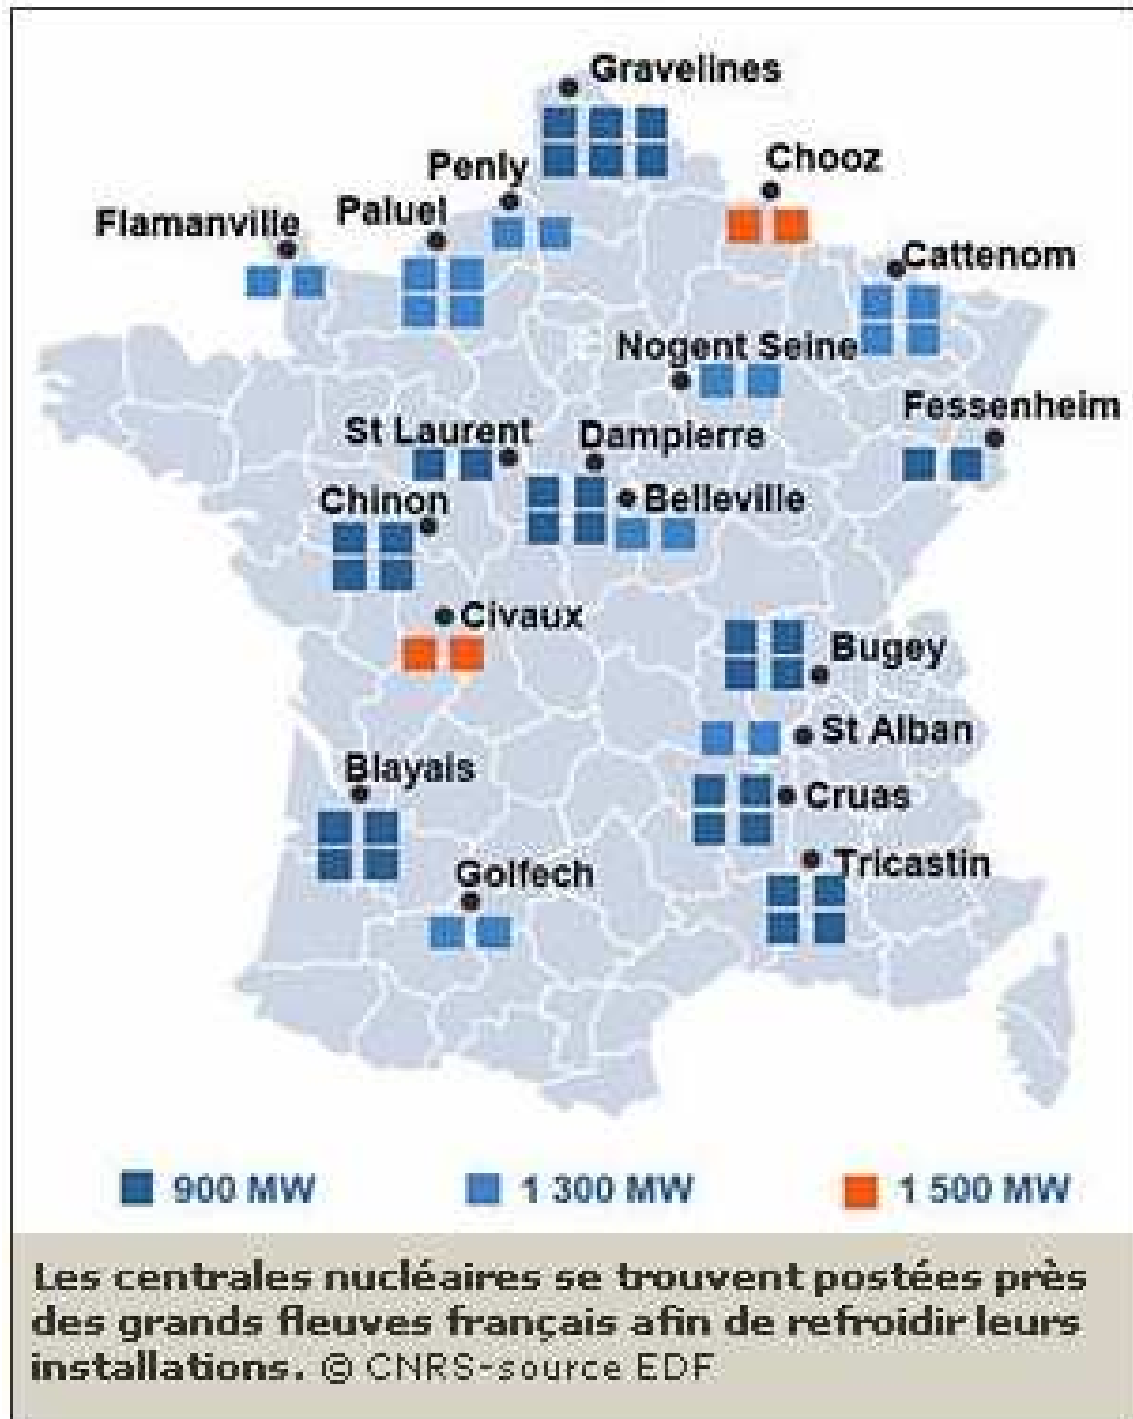 Gravelines
Penly
Chooz
Flamanville
Paluel
Cattenom
Nogent Seine
Fessenheim
St Laurent
Dampierre
Chinon
Belleville
Civaux
Bugey
St Alban
Blayais
Cruas
Golfech
Tricastin
900 MW
1 300 MW
1 500 MW
Les centrales nucléaires se trouvent postées près
des grands fleuves français afin de refroidir leurs
installations. © CNRS-source EDF